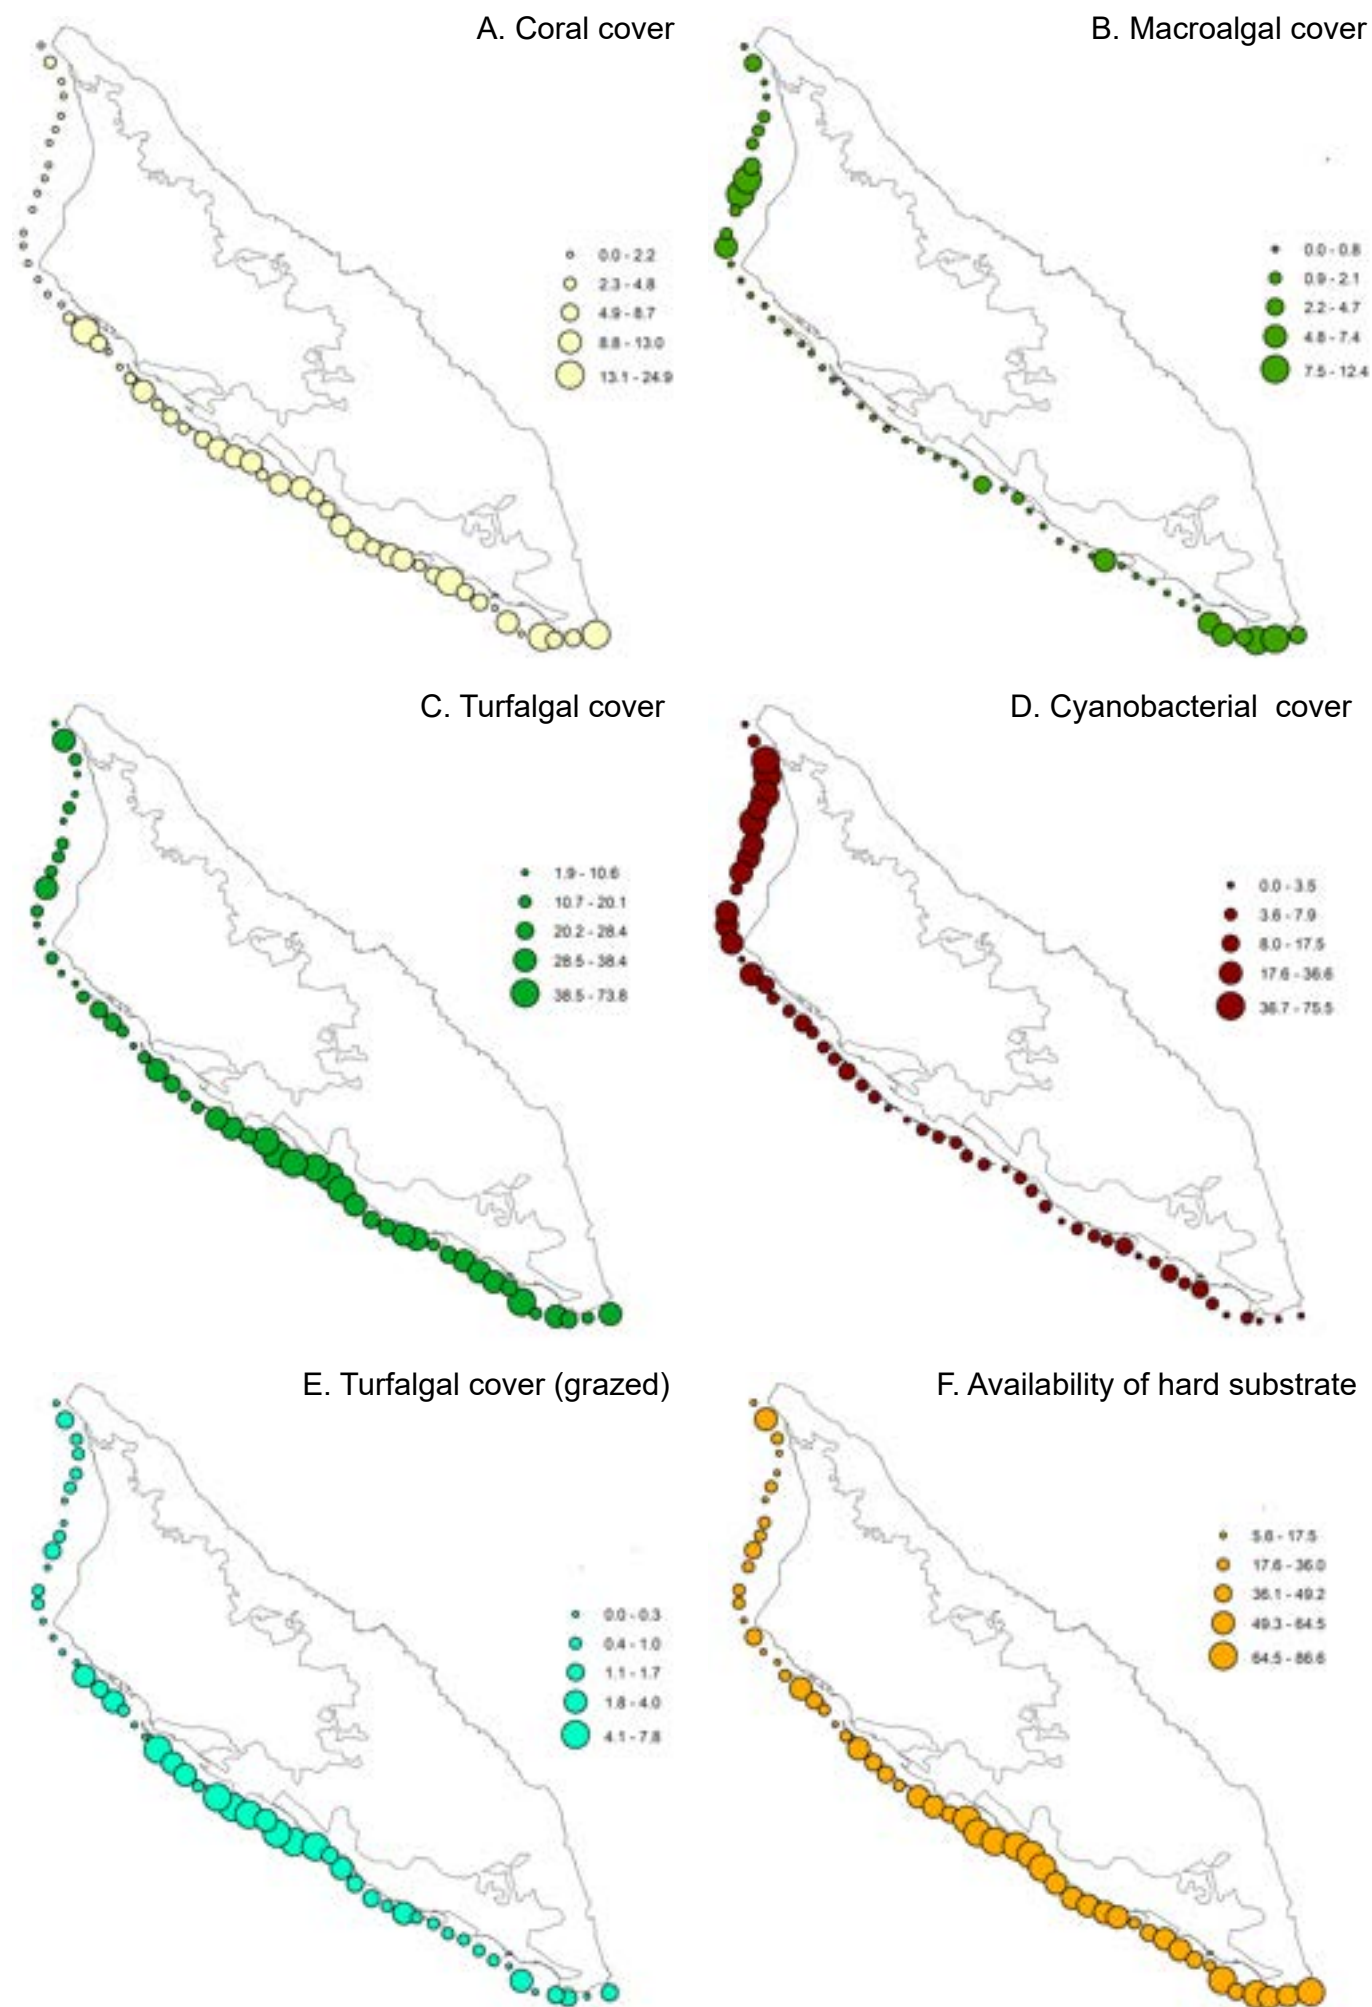 A. Coral cover
B. Macroalgal cover
0.0 - 2.2
2.3 - 4.8
4.9 - 8.7
8.8 - 13.0
13.1 - 24.9
0.0 - 0.8
0.9 - 2.1
2.2 - 4.7
4.8 - 7.4
7.5 - 12.4
C. Turfalgal cover
D. Cyanobacterial cover
1.9 - 10.6
10.7 - 20.1
20.2 - 28.4
28.5 - 38.4
38.5 - 73.8
0.0 - 3.5
3.6 - 7.9
8.0 - 17.5
17.6 - 36.6
36.7 - 75.5
E. Turfalgal cover (grazed)
F. Availability of hard substrate
0.0 - 0.3
0.4 - 1.0
1.1 - 1.7
1.8 - 4.0
4.1 - 7.8
5.6 - 17.5
17.6 - 36.0
36.1 - 49.2
49.3 - 64.5
64.5 - 86.6